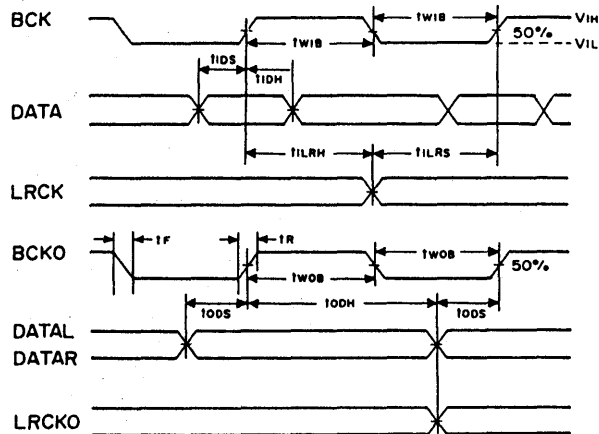 BCK
tWIB
tWIB
50%
VIH
VIL
tIDS
tIDH
DATA
tILRH
tILRS
LRCK
BCKO
tF
tR
tWOB
tWOB
50%
tODS
tODH
tODS
DATAL
DATAR
LRCKO